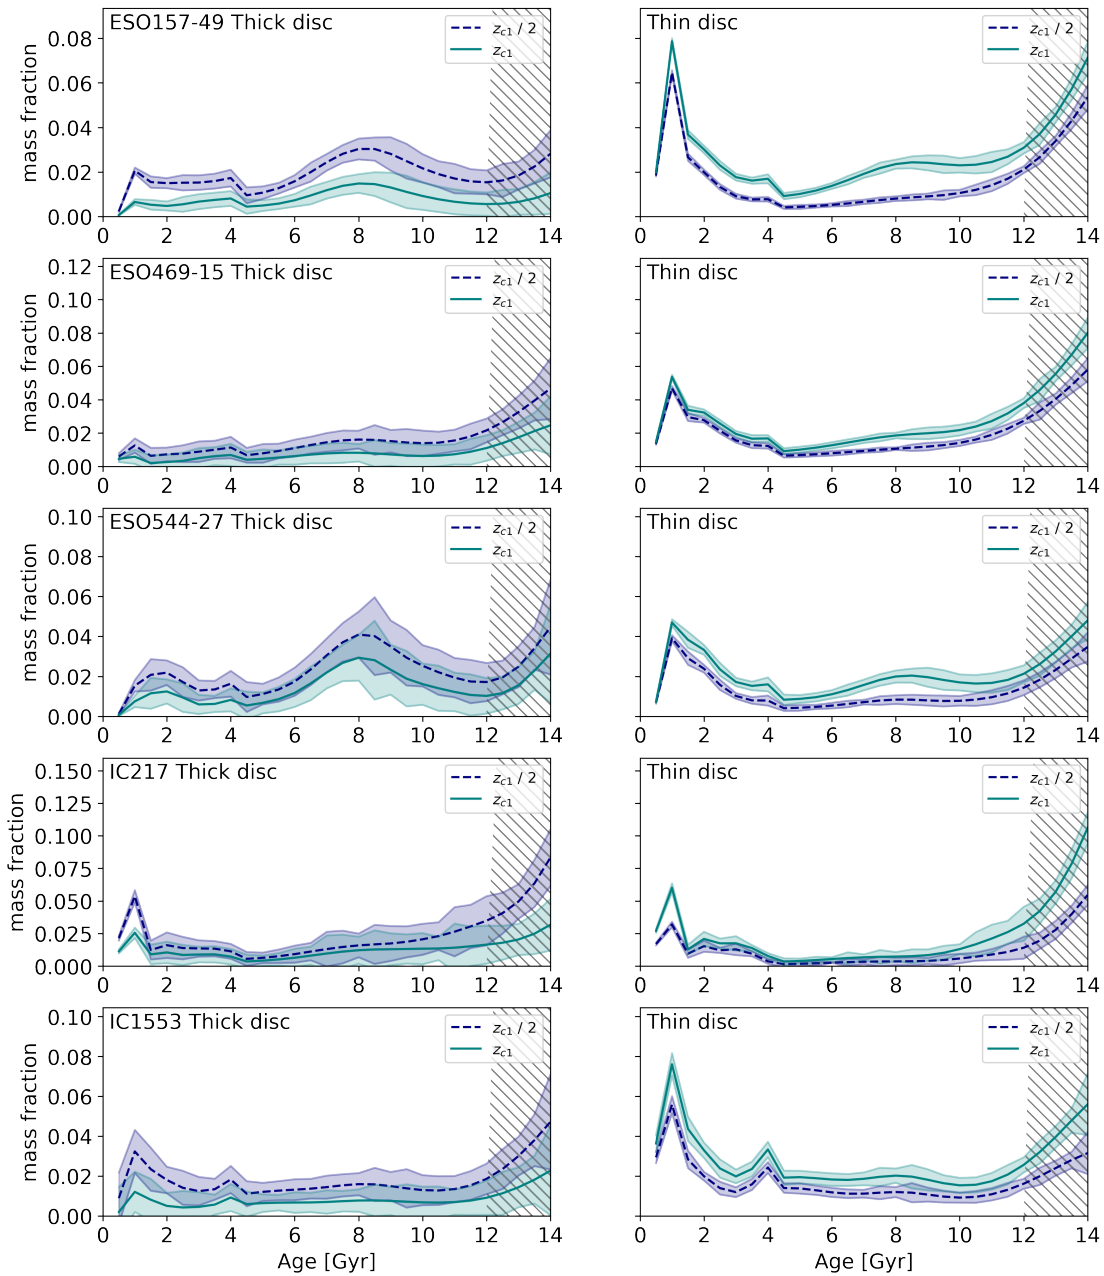 ESO157-49 Thick disc
z_c1 / 2
z_c1
mass fraction
0.08
0.06
0.04
0.02
0.00
0 2 4 6 8 10 12 14
Thin disc
z_c1 / 2
z_c1
0 2 4 6 8 10 12 14
ESO469-15 Thick disc
z_c1 / 2
z_c1
mass fraction
0.12
0.10
0.08
0.06
0.04
0.02
0.00
0 2 4 6 8 10 12 14
Thin disc
z_c1 / 2
z_c1
0 2 4 6 8 10 12 14
ESO544-27 Thick disc
z_c1 / 2
z_c1
mass fraction
0.10
0.08
0.06
0.04
0.02
0.00
0 2 4 6 8 10 12 14
Thin disc
z_c1 / 2
z_c1
0 2 4 6 8 10 12 14
IC217 Thick disc
z_c1 / 2
z_c1
mass fraction
0.150
0.125
0.100
0.075
0.050
0.025
0.000
0 2 4 6 8 10 12 14
Thin disc
z_c1 / 2
z_c1
0 2 4 6 8 10 12 14
IC1553 Thick disc
z_c1 / 2
z_c1
mass fraction
0.10
0.08
0.06
0.04
0.02
0.00
0 2 4 6 8 10 12 14
Age [Gyr]
Thin disc
z_c1 / 2
z_c1
0 2 4 6 8 10 12 14
Age [Gyr]